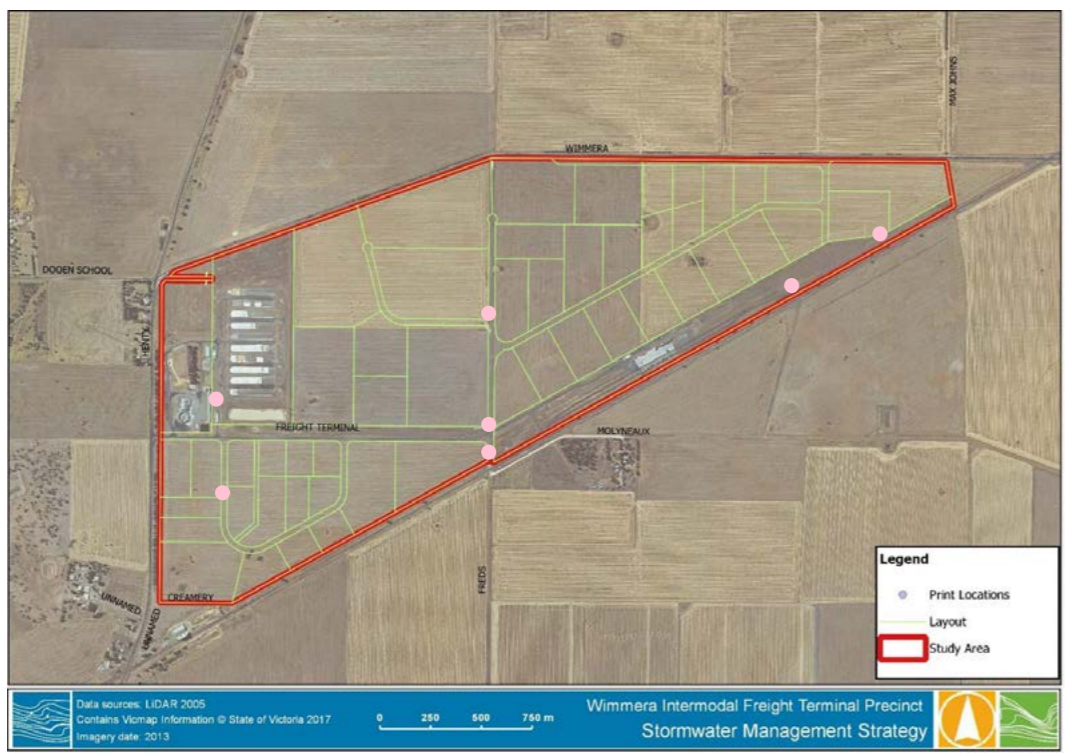 WIMMERA
MAX JOHNS
DOOEN SCHOOL
HENTY
FREIGHT TERMINAL
MOLYNEAUX
FREDS
CREAMERY
UNNAMED
UNNAMED
Legend
Print Locations
Layout
Study Area
Data sources: LiDAR 2005
Contains Vicmap Information © State of Victoria 2017
Imagery date: 2013
0 250 500 750 m
Wimmera Intermodal Freight Terminal Precinct
Stormwater Management Strategy